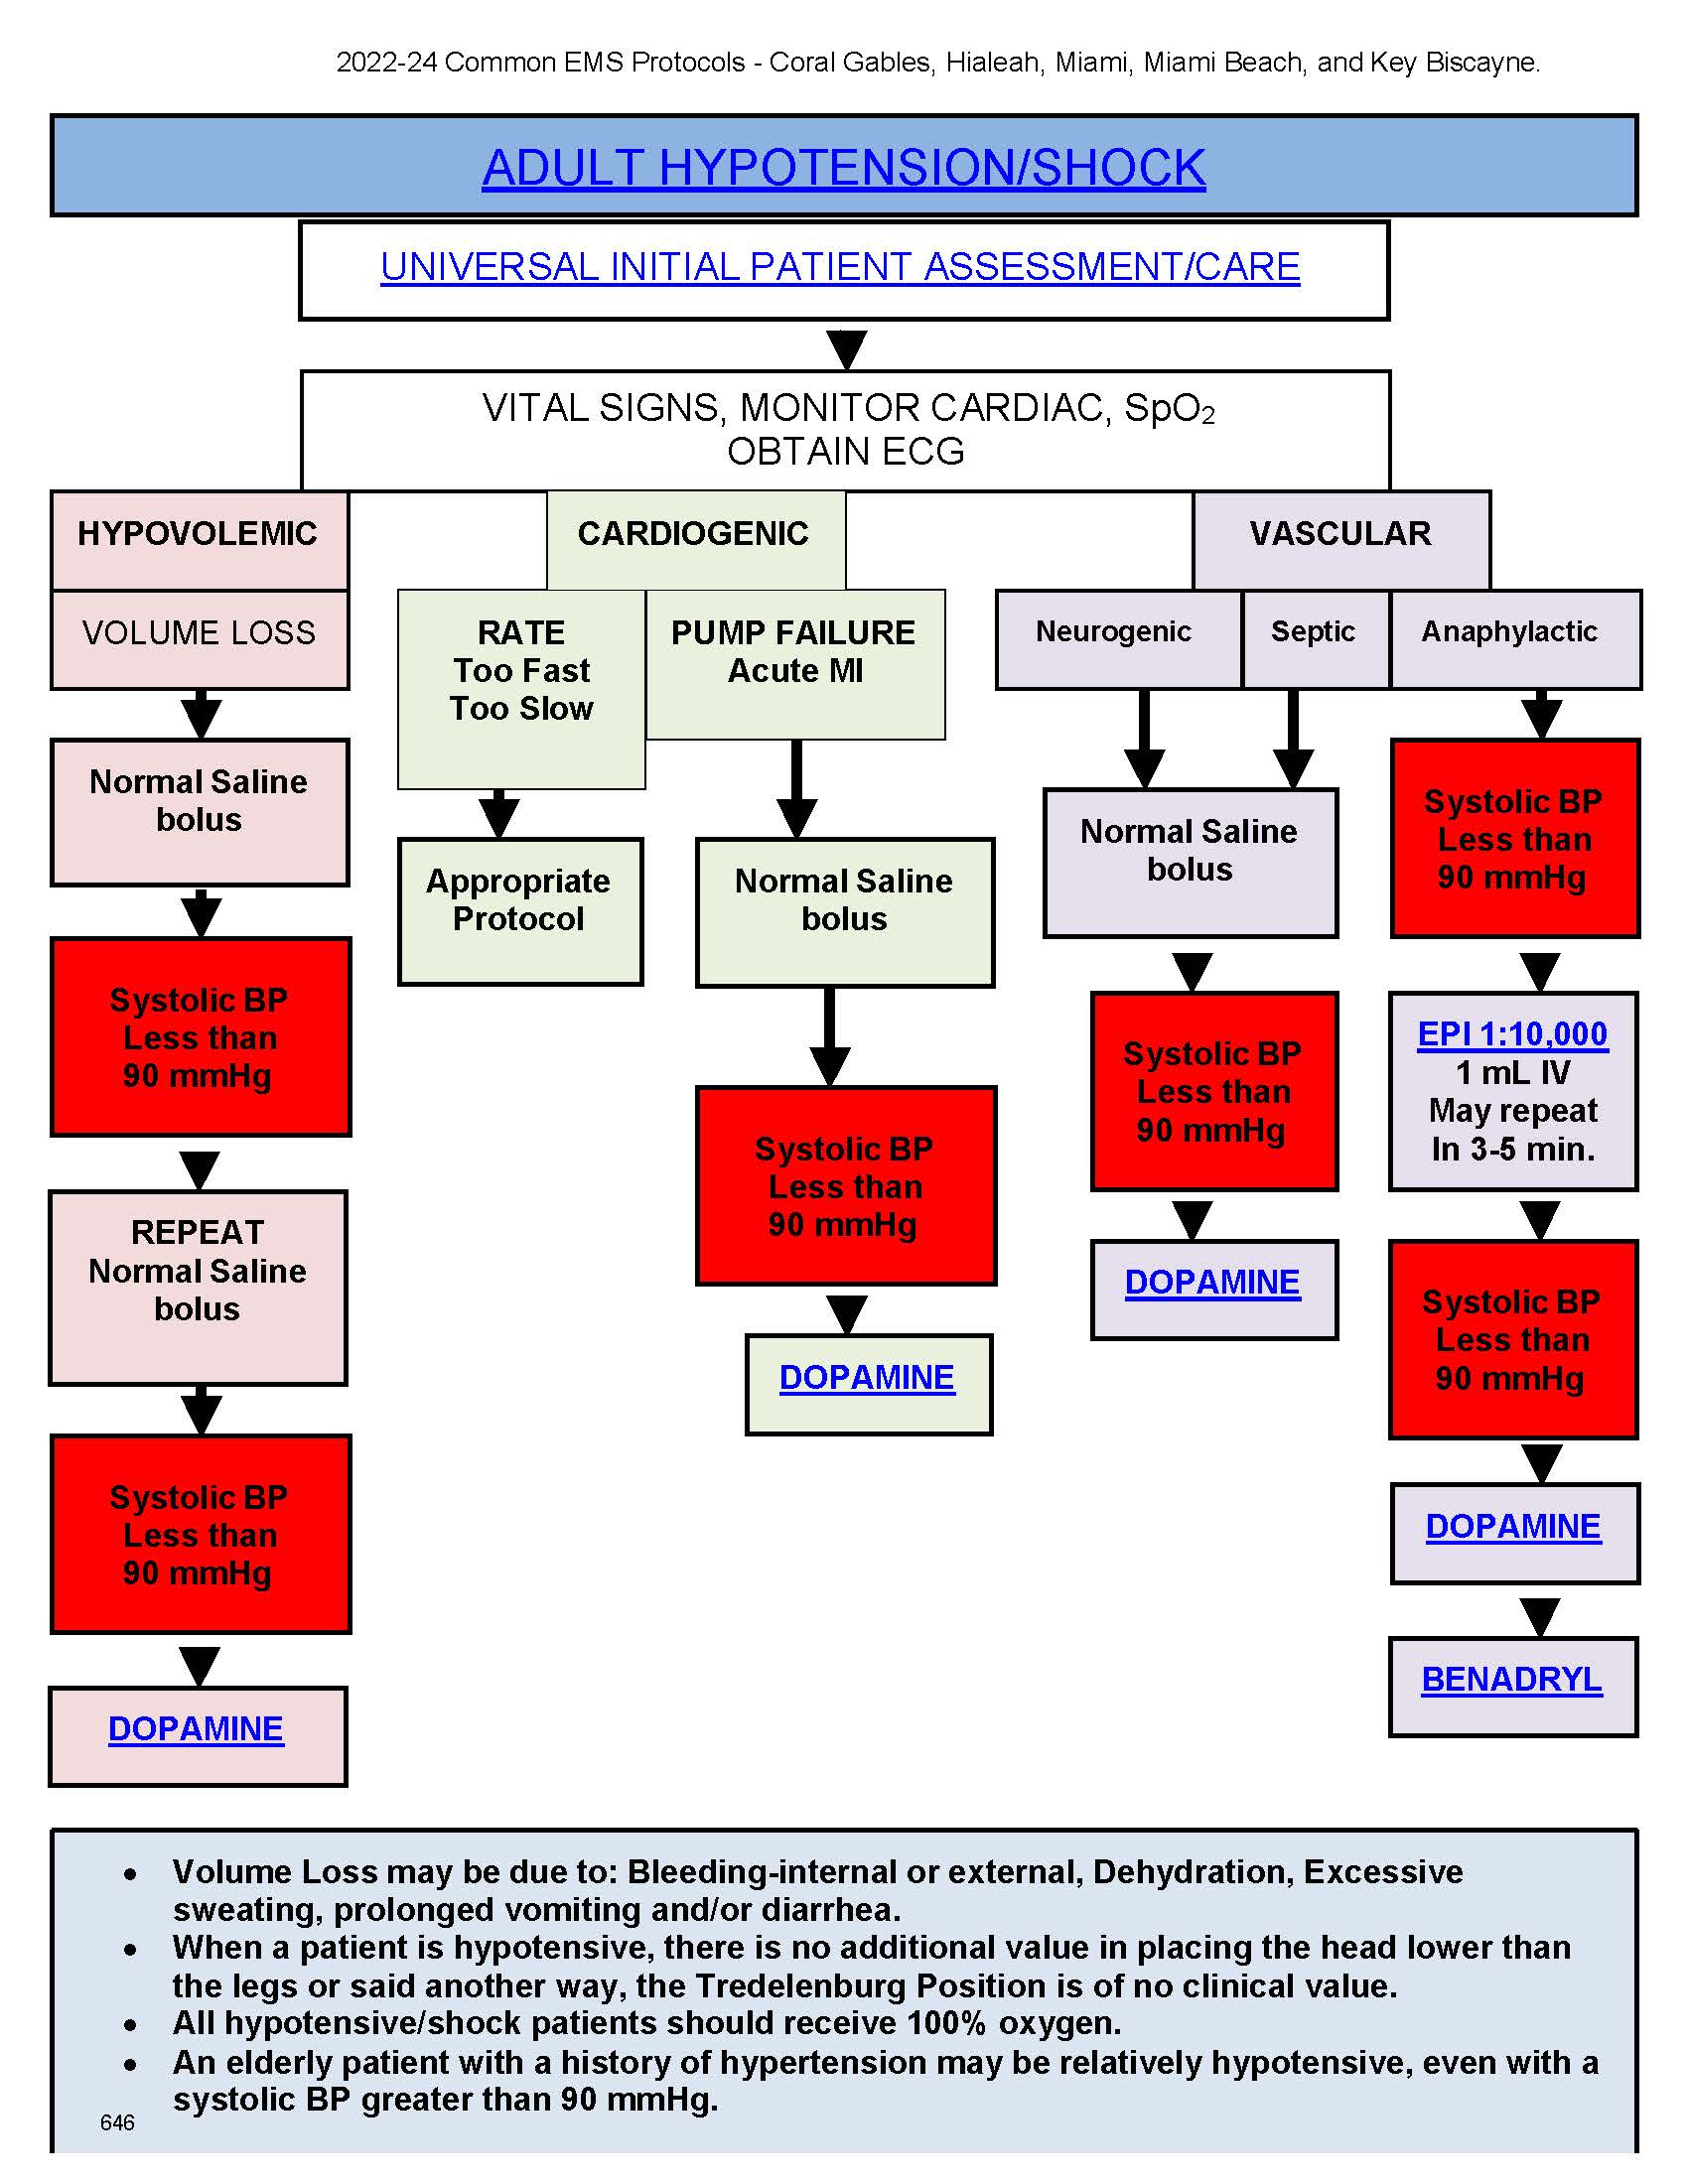 2022-24 Common EMS Protocols - Coral Gables, Hialeah, Miami, Miami Beach, and Key Biscayne.
ADULT HYPOTENSION/SHOCK
UNIVERSAL INITIAL PATIENT ASSESSMENT/CARE
VITAL SIGNS, MONITOR CARDIAC, SpO₂
OBTAIN ECG
HYPOVOLEMIC
VOLUME LOSS
Normal Saline
bolus
Systolic BP
Less than
90 mmHg
REPEAT
Normal Saline
bolus
Systolic BP
Less than
90 mmHg
DOPAMINE
CARDIOGENIC
RATE
Too Fast
Too Slow
Appropriate
Protocol
PUMP FAILURE
Acute MI
Normal Saline
bolus
Systolic BP
Less than
90 mmHg
DOPAMINE
VASCULAR
Neurogenic
Septic
Normal Saline
bolus
Systolic BP
Less than
90 mmHg
DOPAMINE
Anaphylactic
Systolic BP
Less than
90 mmHg
EPI 1:10,000
1 mL IV
May repeat
In 3-5 min.
Systolic BP
Less than
90 mmHg
DOPAMINE
BENADRYL
• Volume Loss may be due to: Bleeding-internal or external, Dehydration, Excessive
sweating, prolonged vomiting and/or diarrhea.
• When a patient is hypotensive, there is no additional value in placing the head lower than
the legs or said another way, the Tredelenburg Position is of no clinical value.
• All hypotensive/shock patients should receive 100% oxygen.
• An elderly patient with a history of hypertension may be relatively hypotensive, even with a
systolic BP greater than 90 mmHg.
646